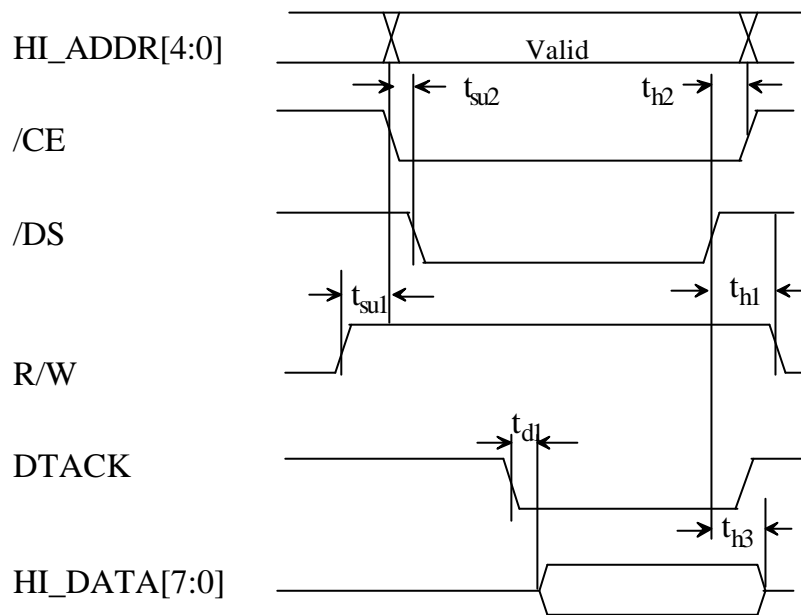 HI_ADDR[4:0]
Valid
tsu2
th2
/CE
/DS
tsu1
th1
R/W
td1
DTACK
th3
HI_DATA[7:0]